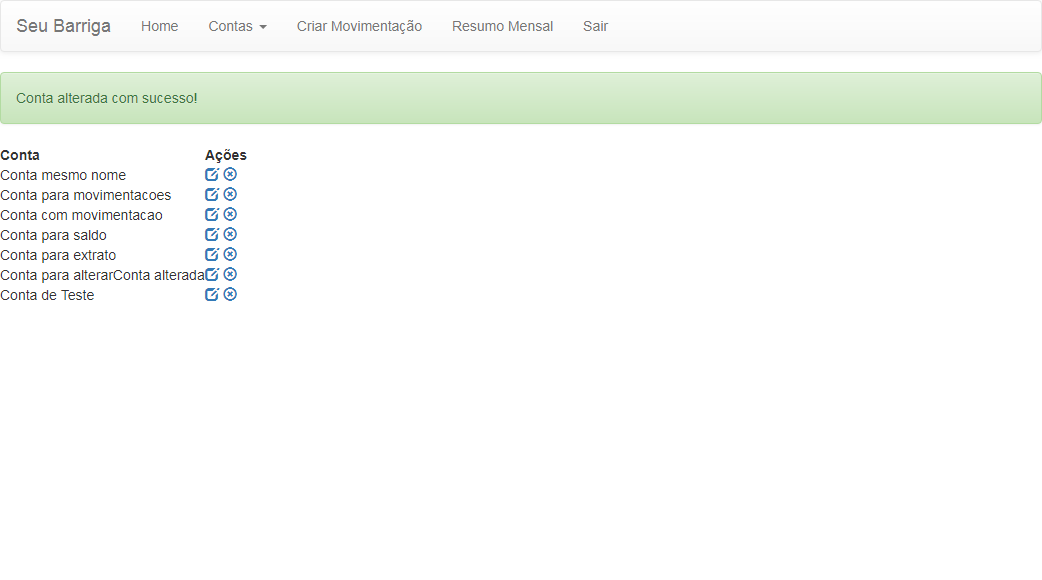 Seu Barriga Home Contas Criar Movimentação Resumo Mensal Sair
Conta alterada com sucesso!
Conta Ações
Conta mesmo nome
Conta para movimentacoes
Conta com movimentacao
Conta para saldo
Conta para extrato
Conta para alterarConta alterada
Conta de Teste